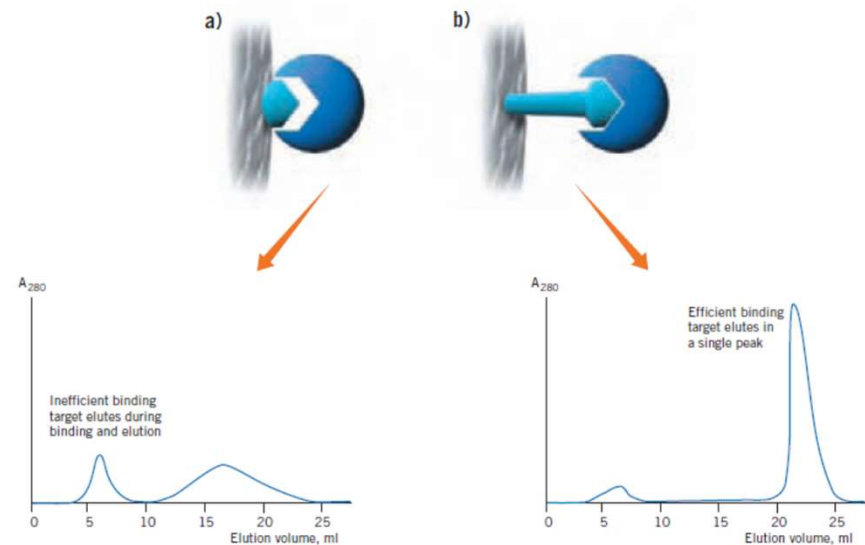 a)
b)
A280
Inefficient binding
target elutes during
binding and elution
0 5 10 15 20 25
Elution volume, ml
A280
Efficient binding
target elutes in
a single peak
0 5 10 15 20 25
Elution volume, ml